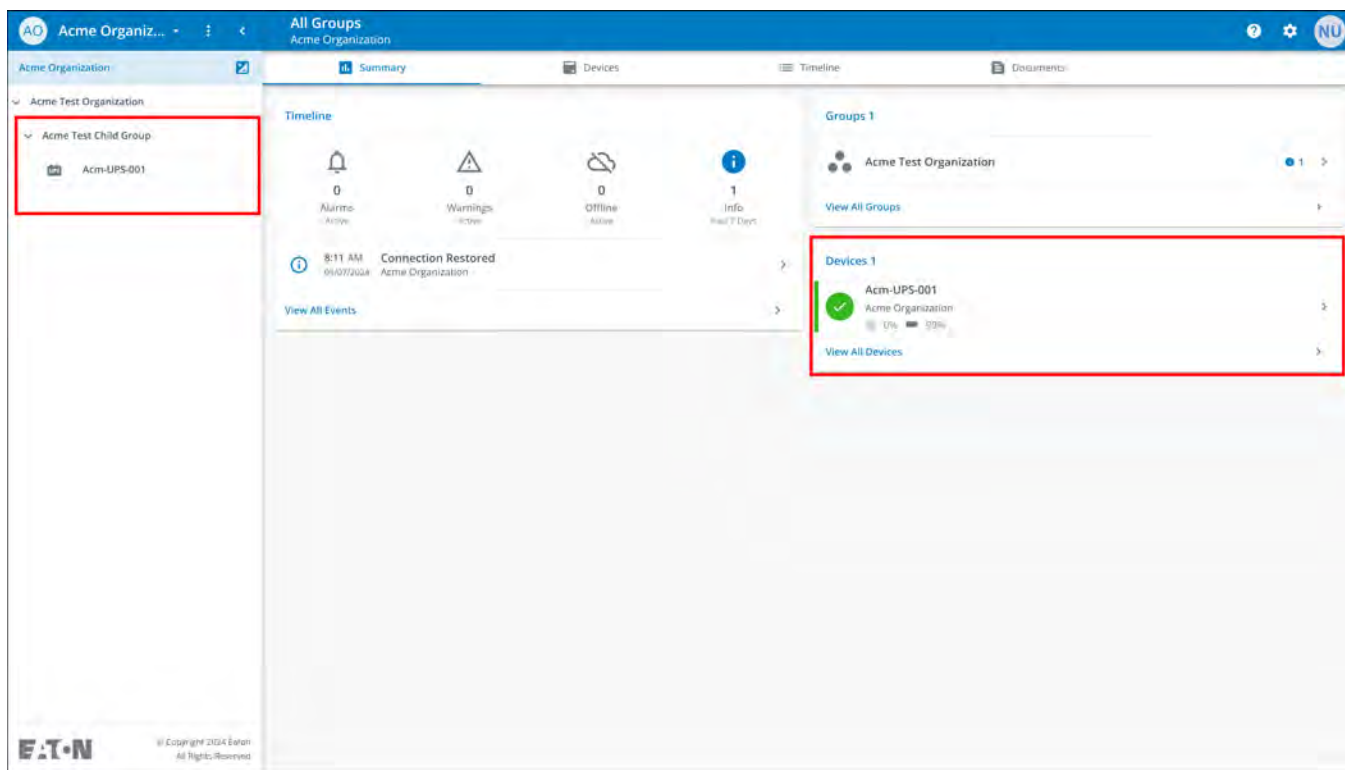 AO Acme Organiz...
All Groups
Acme Organization
NU
Acme Organization
Summary
Devices
Timeline
Documents
Acme Test Organization
Acme Test Child Group
Acm-UPS-001
Timeline
0
Alarms
Active
0
Warnings
Active
0
Offline
Active
1
Info
Past 7 Days
8:11 AM Connection Restored
Acme Organization
View All Events
Groups 1
Acme Test Organization
1
View All Groups
Devices 1
Acm-UPS-001
Acme Organization
0%
View All Devices
EATON
© Copyright 2024 Eaton
All Rights Reserved